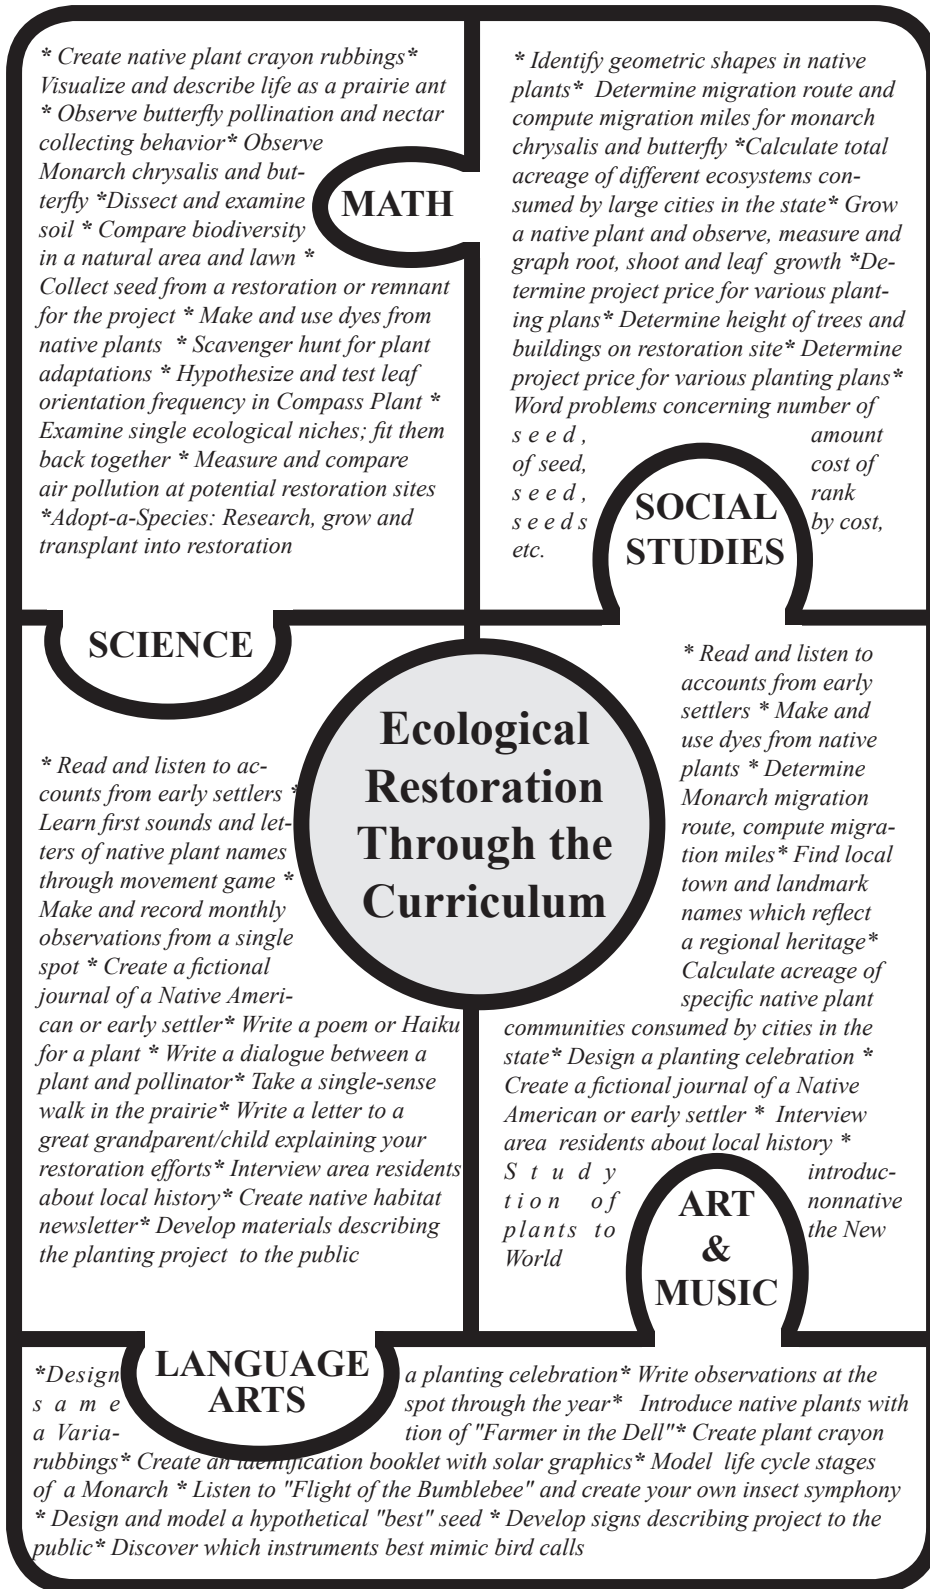 * Create native plant crayon rubbings*
Visualize and describe life as a prairie ant
* Observe butterfly pollination and nectar
collecting behavior* Observe
Monarch chrysalis and but-
terfly *Dissect and examine
soil * Compare biodiversity
in a natural area and lawn *
Collect seed from a restoration or remnant
for the project * Make and use dyes from
native plants * Scavenger hunt for plant
adaptations * Hypothesize and test leaf
orientation frequency in Compass Plant *
Examine single ecological niches; fit them
back together * Measure and compare
air pollution at potential restoration sites
*Adopt-a-Species: Research, grow and
transplant into restoration
MATH
* Identify geometric shapes in native
plants* Determine migration route and
compute migration miles for monarch
chrysalis and butterfly *Calculate total
acreage of different ecosystems con-
sumed by large cities in the state* Grow
a native plant and observe, measure and
graph root, shoot and leaf growth *De-
termine project price for various plant-
ing plans* Determine height of trees and
buildings on restoration site* Determine
project price for various planting plans*
Word problems concerning number of
seed, amount
of seed, cost of
seed, rank
seeds by cost,
etc.
SOCIAL
STUDIES
SCIENCE
Ecological
Restoration
Through the
Curriculum
* Read and listen to ac-
counts from early settlers *
Learn first sounds and let-
ters of native plant names
through movement game *
Make and record monthly
observations from a single
spot * Create a fictional
journal of a Native Ameri-
can or early settler* Write a poem or Haiku
for a plant * Write a dialogue between a
plant and pollinator* Take a single-sense
walk in the prairie* Write a letter to a
great grandparent/child explaining your
restoration efforts* Interview area residents
about local history* Create native habitat
newsletter* Develop materials describing
the planting project to the public
* Read and listen to
accounts from early
settlers * Make and
use dyes from native
plants * Determine
Monarch migration
route, compute migra-
tion miles* Find local
town and landmark
names which reflect
a regional heritage*
Calculate acreage of
specific native plant
communities consumed by cities in the
state* Design a planting celebration *
Create a fictional journal of a Native
American or early settler * Interview
area residents about local history *
Study introduc-
tion of nonnative
plants to the New
World
ART
&
MUSIC
LANGUAGE
ARTS
*Design a planting celebration* Write observations at the
same spot through the year* Introduce native plants with
a Varia- tion of "Farmer in the Dell"* Create plant crayon
rubbings* Create an identification booklet with solar graphics* Model life cycle stages
of a Monarch * Listen to "Flight of the Bumblebee" and create your own insect symphony
* Design and model a hypothetical "best" seed * Develop signs describing project to the
public* Discover which instruments best mimic bird calls